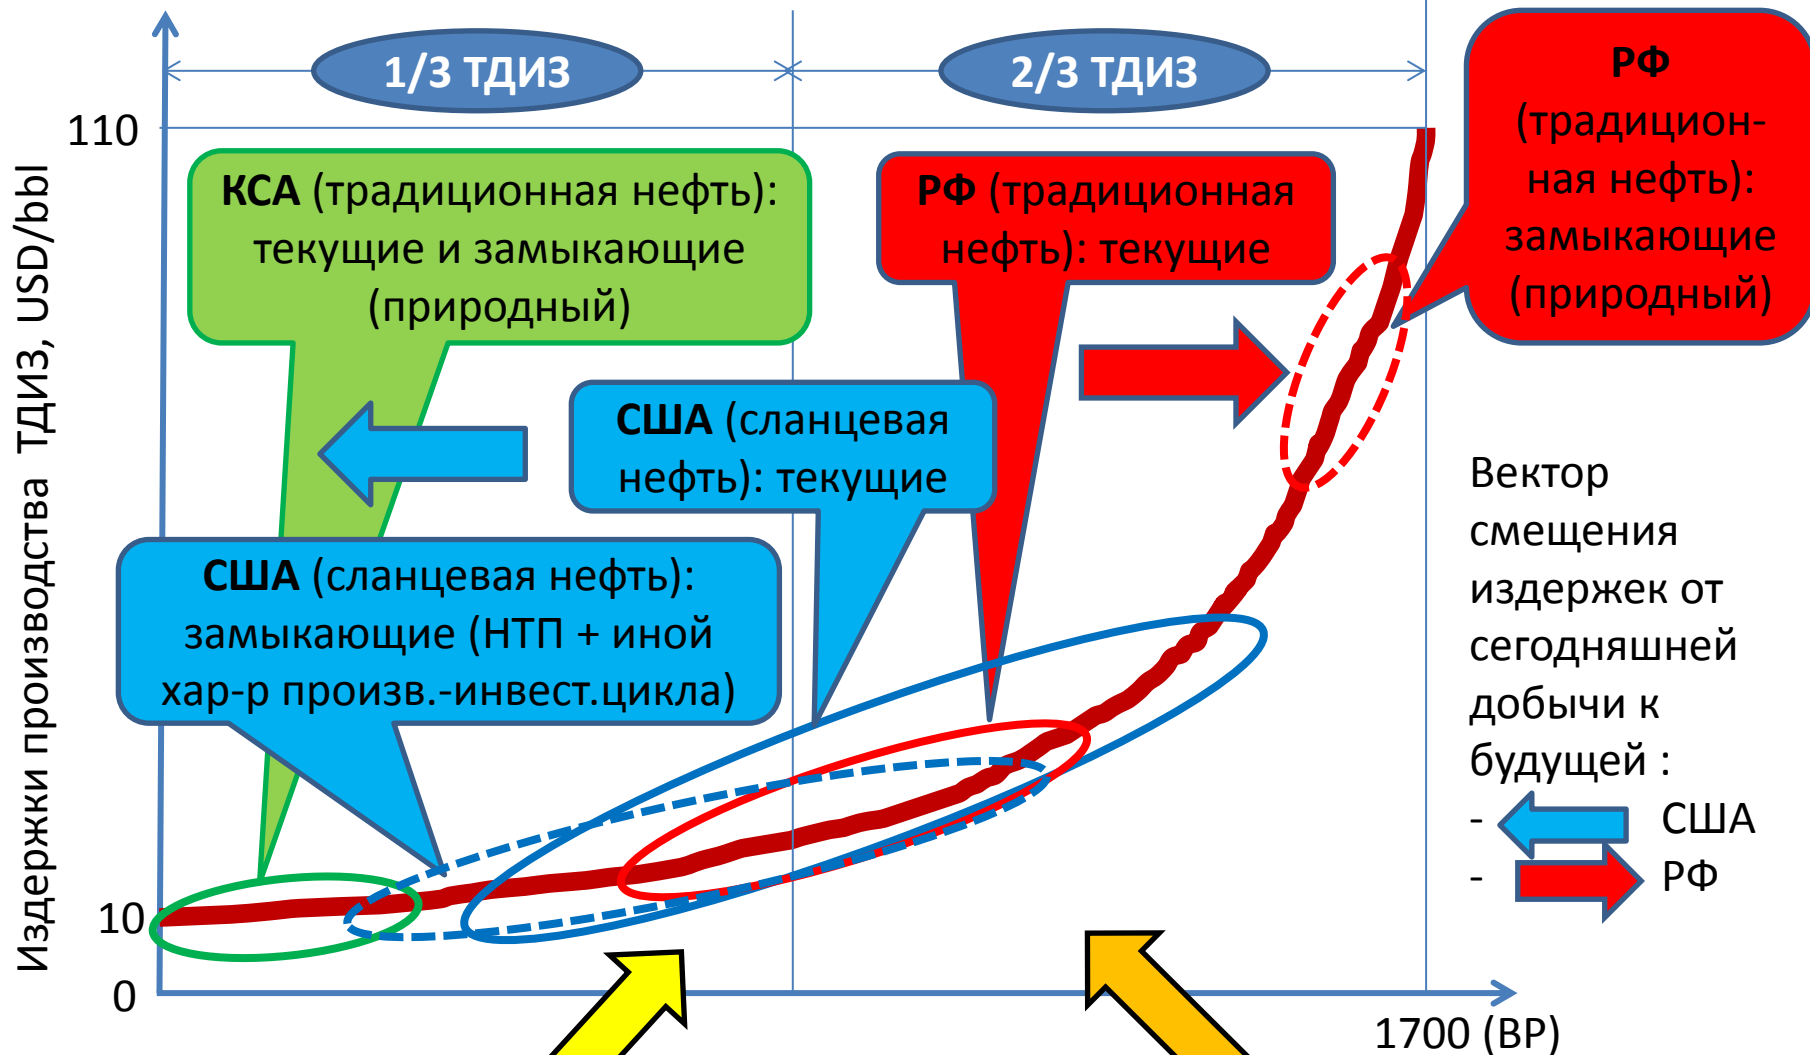 1/3 ТДИЗ
2/3 ТДИЗ
РФ
(традицион-
ная нефть):
замыкающие
(природный)
110
КСА (традиционная нефть):
текущие и замыкающие
(природный)
РФ (традиционная
нефть): текущие
США (сланцевая
нефть): текущие
США (сланцевая нефть):
замыкающие (НТП + иной
хар-р произв.-инвест.цикла)
Издержки производства ТДИЗ, USD/bbl
Вектор
смещения
издержек от
сегодняшней
добычи к
будущей :
- США
- РФ
10
0
1700 (BP)